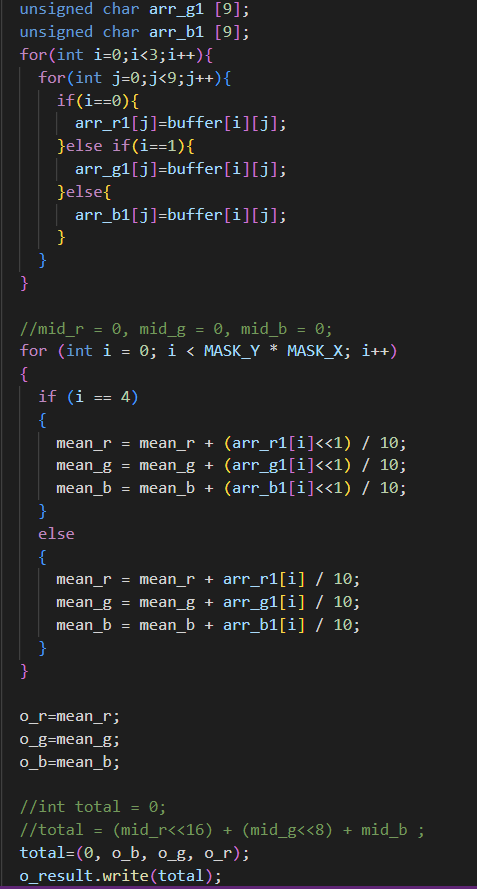 unsigned char arr_g1 [9];
unsigned char arr_b1 [9];
for(int i=0;i<3;i++){
for(int j=0;j<9;j++){
if(i==0){
arr_r1[j]=buffer[i][j];
}else if(i==1){
arr_g1[j]=buffer[i][j];
}else{
arr_b1[j]=buffer[i][j];
}
}
}
//mid_r = 0, mid_g = 0, mid_b = 0;
for (int i = 0; i < MASK_Y * MASK_X; i++)
{
if (i == 4)
{
mean_r = mean_r + (arr_r1[i]<<1) / 10;
mean_g = mean_g + (arr_g1[i]<<1) / 10;
mean_b = mean_b + (arr_b1[i]<<1) / 10;
}
else
{
mean_r = mean_r + arr_r1[i] / 10;
mean_g = mean_g + arr_g1[i] / 10;
mean_b = mean_b + arr_b1[i] / 10;
}
}
o_r=mean_r;
o_g=mean_g;
o_b=mean_b;
//int total = 0;
//total = (mid_r<<16) + (mid_g<<8) + mid_b ;
total=(0, o_b, o_g, o_r);
o_result.write(total);